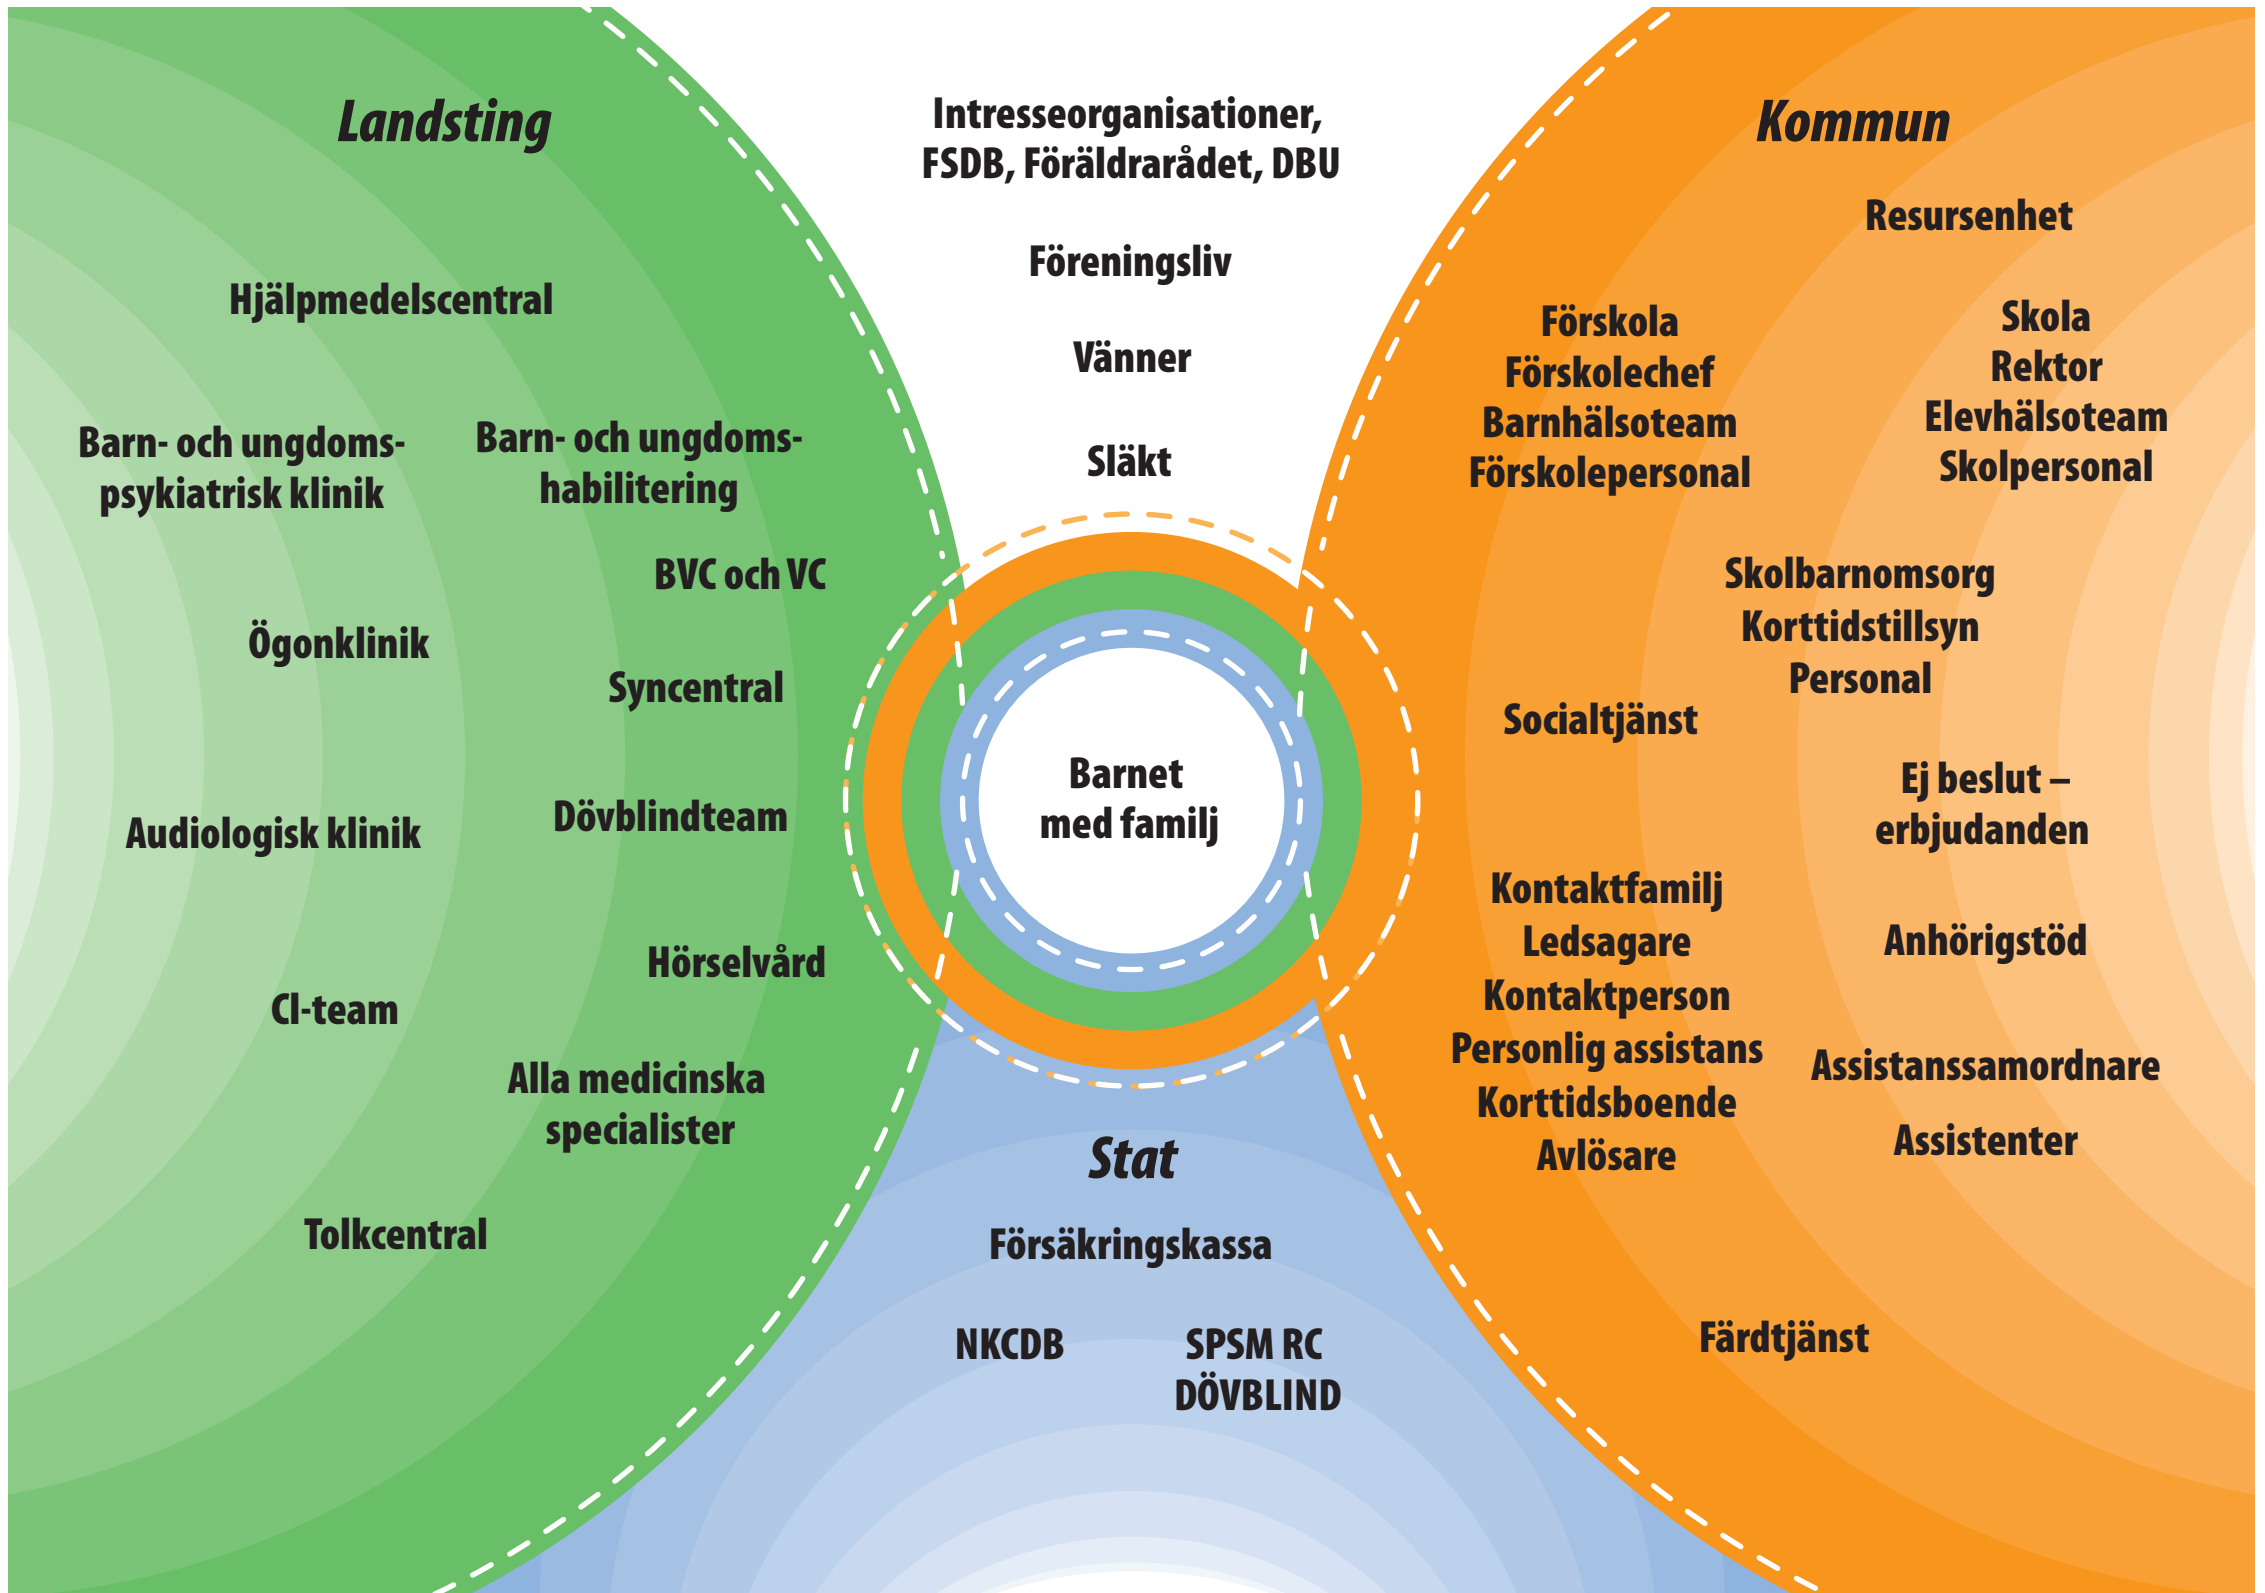 Landsting
Hjälpmedelscentral
Barn- och ungdoms-
psykiatrisk klinik
Barn- och ungdoms-
habilitering
BVC och VC
Ögonklinik
Syncentral
Dövblindteam
Audiologisk klinik
Hörselvård
CI-team
Alla medicinska
specialister
Tolkcentral
Intresseorganisationer,
FSDB, Föräldrarådet, DBU
Föreningsliv
Vänner
Släkt
Barnet
med familj
Stat
Försäkringskassa
NKCDB
SPSM RC
DÖVBLIND
Kommun
Resursenhet
Förskola
Förskolechef
Barnhälsoteam
Förskolepersonal
Skola
Rektor
Elevhälsoteam
Skolpersonal
Skolbarnomsorg
Korttidstillsyn
Personal
Socialtjänst
Ej beslut –
erbjudanden
Kontaktfamilj
Ledsagare
Kontaktperson
Personlig assistans
Korttidsboende
Avlösare
Anhörigstöd
Assistanssamordnare
Assistenter
Färdtjänst